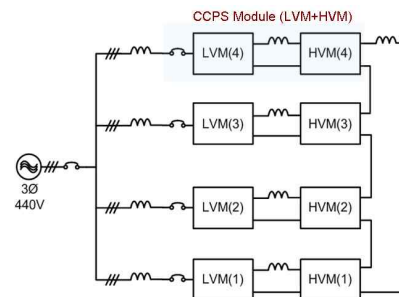 CCPS Module (LVM+HVM)
LVM(4) HVM(4)
LVM(3) HVM(3)
3Ø
440V
LVM(2) HVM(2)
LVM(1) HVM(1)